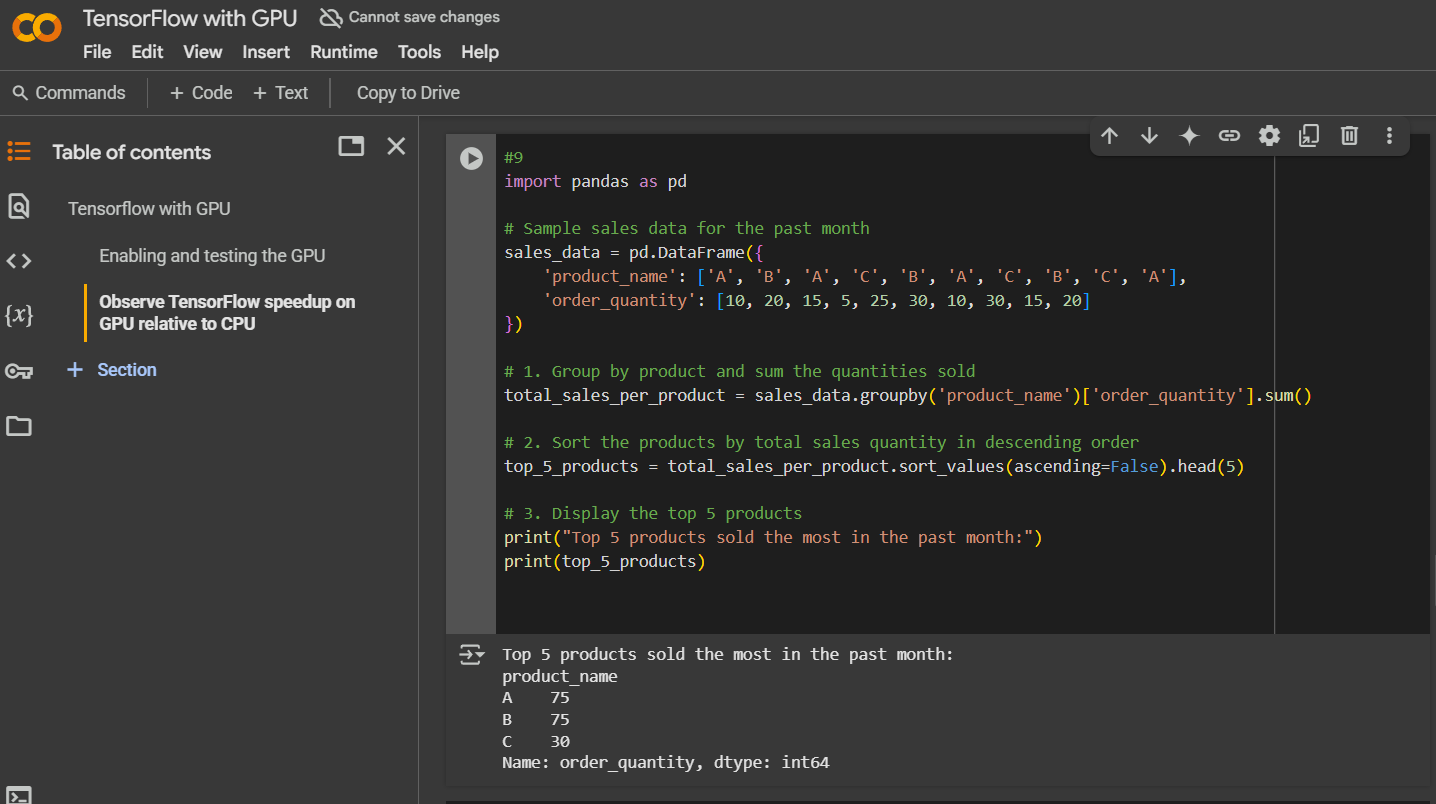 TensorFlow with GPU
Cannot save changes
File Edit View Insert Runtime Tools Help
Commands + Code + Text Copy to Drive
Table of contents
Tensorflow with GPU
Enabling and testing the GPU
Observe TensorFlow speedup on
GPU relative to CPU
+ Section
{x}
#9
import pandas as pd
# Sample sales data for the past month
sales_data = pd.DataFrame({
    'product_name': ['A', 'B', 'A', 'C', 'B', 'A', 'C', 'B', 'C', 'A'],
    'order_quantity': [10, 20, 15, 5, 25, 30, 10, 30, 15, 20]
})
# 1. Group by product and sum the quantities sold
total_sales_per_product = sales_data.groupby('product_name')['order_quantity'].sum()
# 2. Sort the products by total sales quantity in descending order
top_5_products = total_sales_per_product.sort_values(ascending=False).head(5)
# 3. Display the top 5 products
print("Top 5 products sold the most in the past month:")
print(top_5_products)
Top 5 products sold the most in the past month:
product_name
A    75
B    75
C    30
Name: order_quantity, dtype: int64